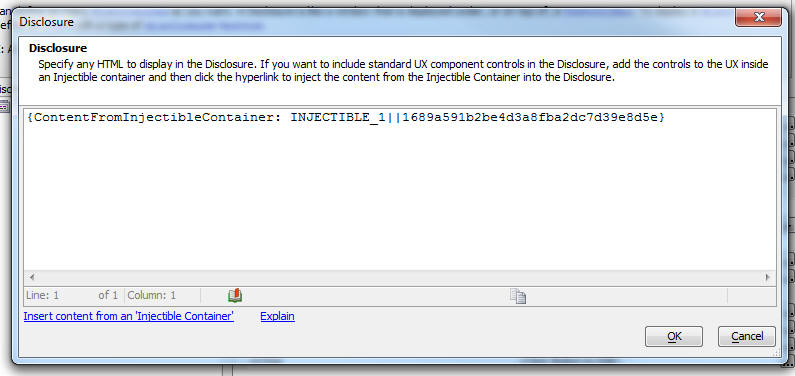 Disclosure
Disclosure
Specify any HTML to display in the Disclosure. If you want to include standard UX component controls in the Disclosure, add the controls to the UX inside
an Injectible container and then click the hyperlink to inject the content from the Injectible Container into the Disclosure.
{ContentFromInjectibleContainer: INJECTIBLE_1||1689a591b2be4d3a8fba2dc7d39e8d5e}
Line: 1 of 1 Column: 1
Insert content from an 'Injectible Container' Explain
OK Cancel